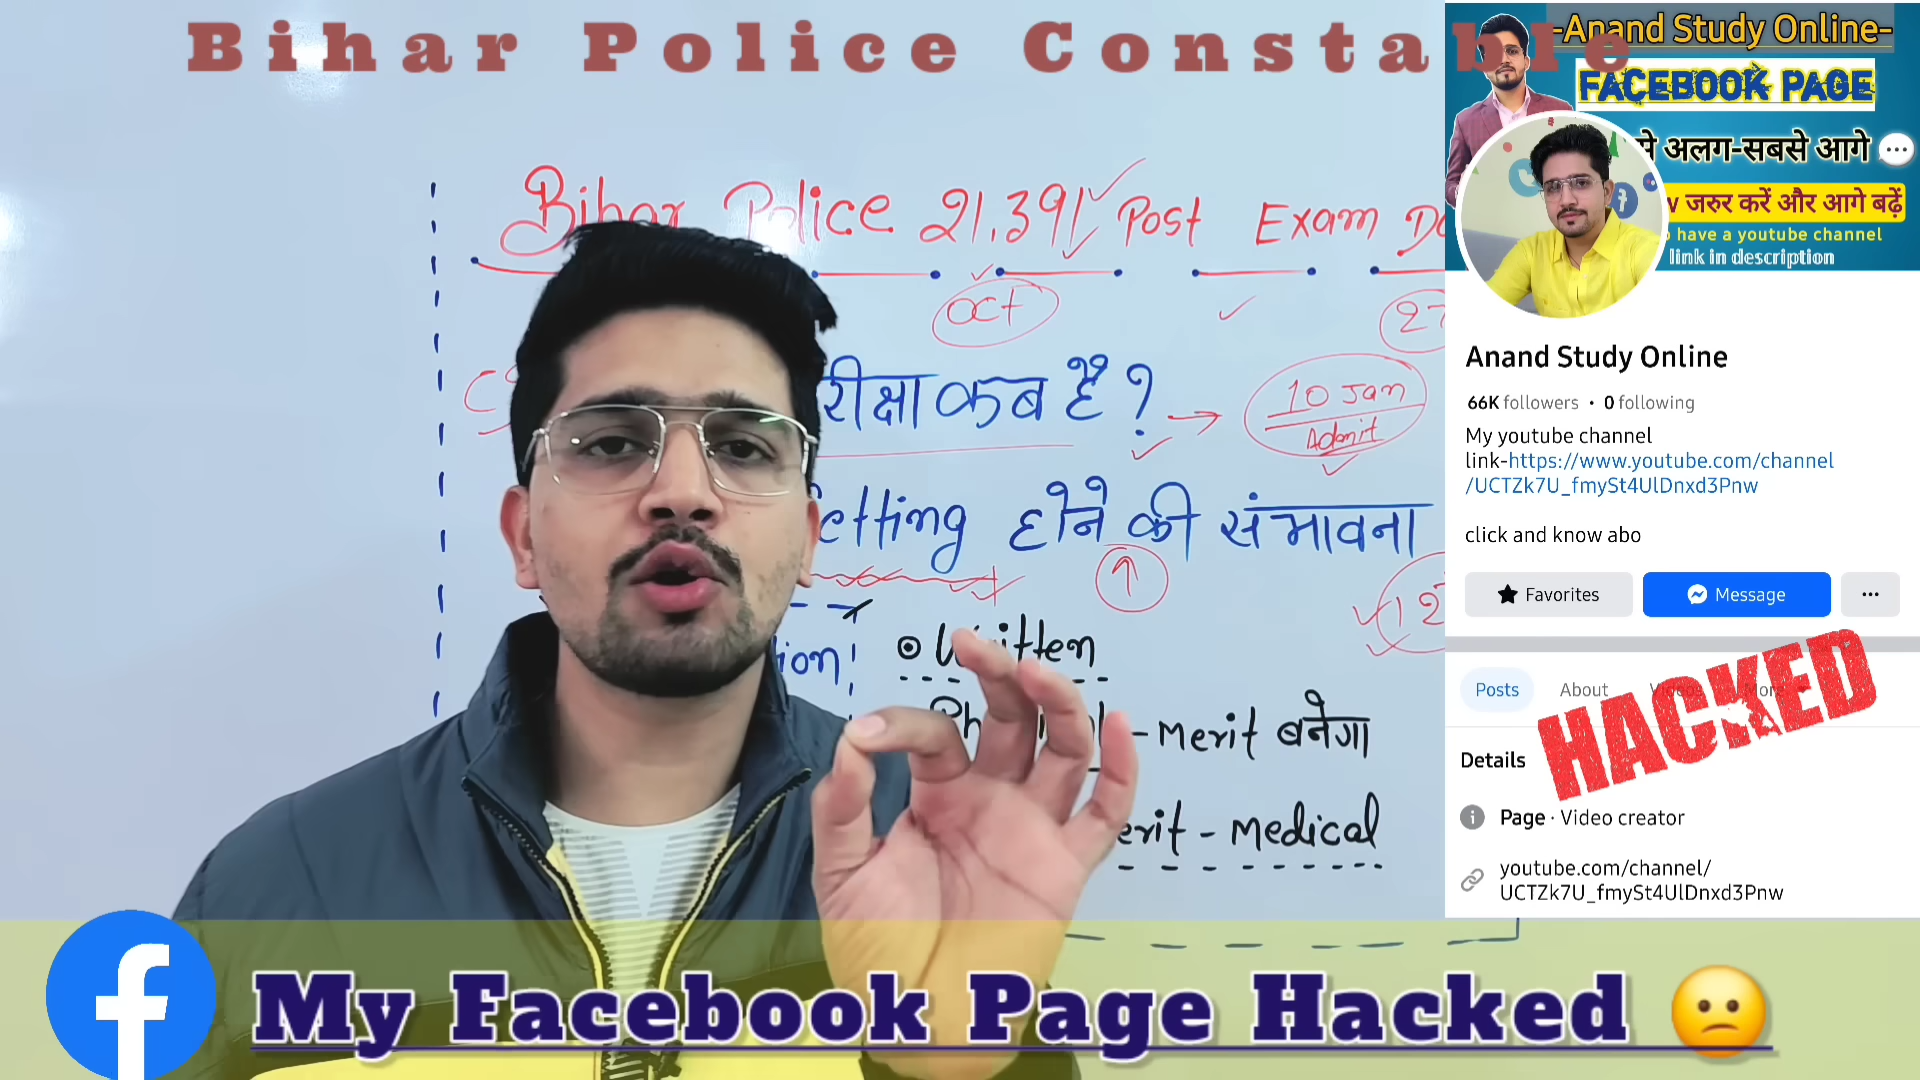 Bihar Police Constable
-Anand Study Online-
FACEBOOK PAGE
से अलग-सबसे आगे
जरुर करें और आगे बढ़ें
have a youtube channel
link in description
Bihar Police 21,391 Post Exam
Oct
रीक्षा कब है ?
10 Jan
Admit
etting होने की संभावना
Written
- Merit बनेगा
erit - Medical
Anand Study Online
66K followers • 0 following
My youtube channel
link-https://www.youtube.com/channel
/UCTZk7U_fmySt4UlDnxd3Pnw
click and know abo
Favorites
Message
Posts About Videos More
HACKED
Details
Page · Video creator
youtube.com/channel/
UCTZk7U_fmySt4UlDnxd3Pnw
My Facebook Page Hacked